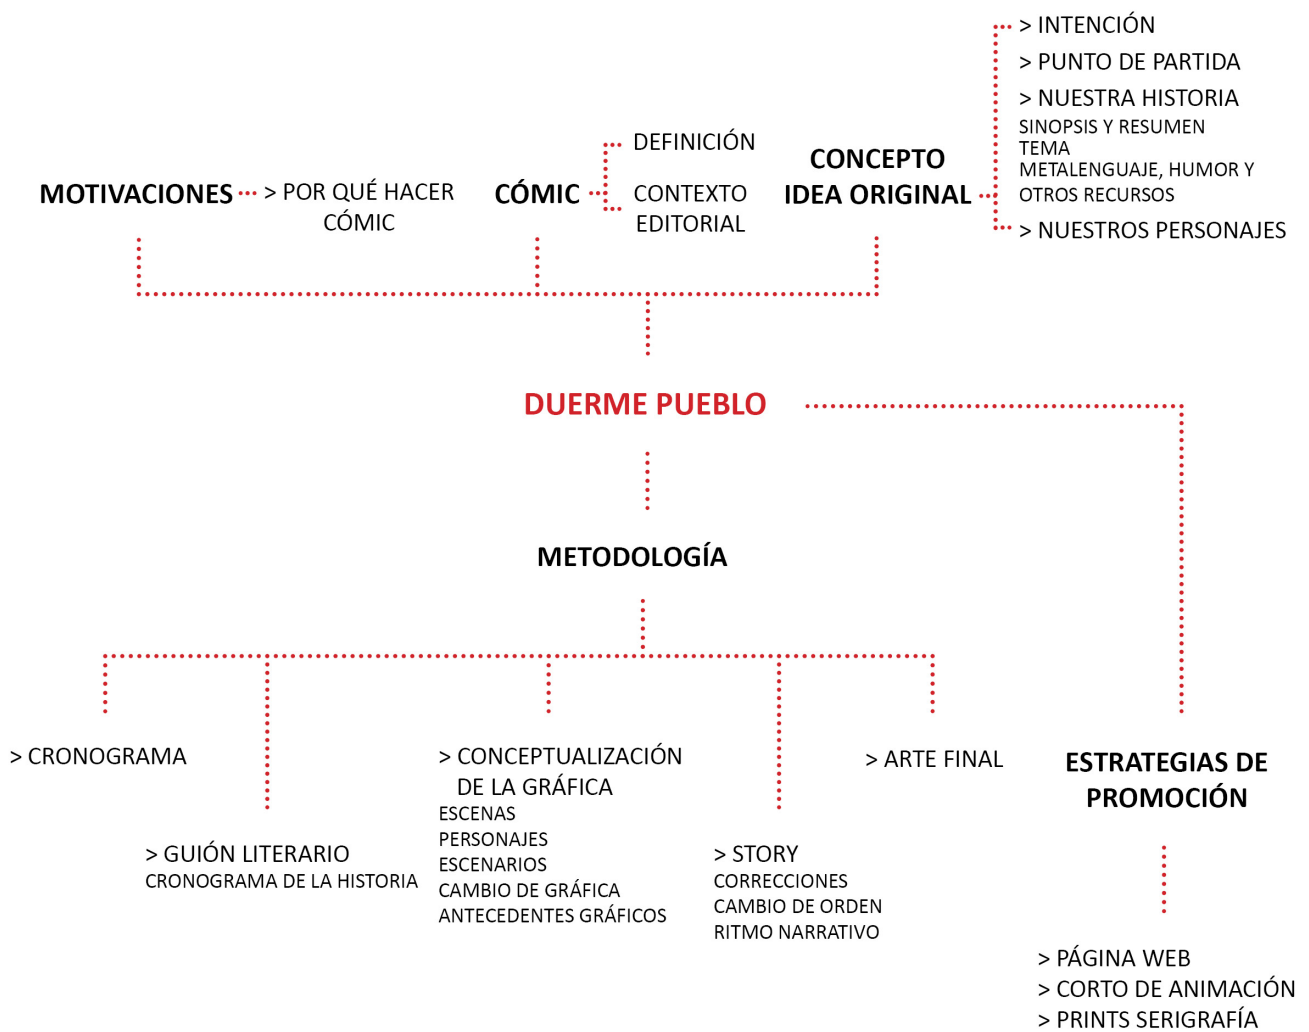 MOTIVACIONES
> POR QUÉ HACER
CÓMIC
CÓMIC
DEFINICIÓN
CONTEXTO
EDITORIAL
CONCEPTO
IDEA ORIGINAL
> INTENCIÓN
> PUNTO DE PARTIDA
> NUESTRA HISTORIA
SINOPSIS Y RESUMEN
TEMA
METALENGUAJE, HUMOR Y
OTROS RECURSOS
> NUESTROS PERSONAJES
DUERME PUEBLO
METODOLOGÍA
> CRONOGRAMA
> GUIÓN LITERARIO
CRONOGRAMA DE LA HISTORIA
> CONCEPTUALIZACIÓN
DE LA GRÁFICA
ESCENAS
PERSONAJES
ESCENARIOS
CAMBIO DE GRÁFICA
ANTECEDENTES GRÁFICOS
> STORY
CORRECCIONES
CAMBIO DE ORDEN
RITMO NARRATIVO
> ARTE FINAL
ESTRATEGIAS DE
PROMOCIÓN
> PÁGINA WEB
> CORTO DE ANIMACIÓN
> PRINTS SERIGRAFÍA